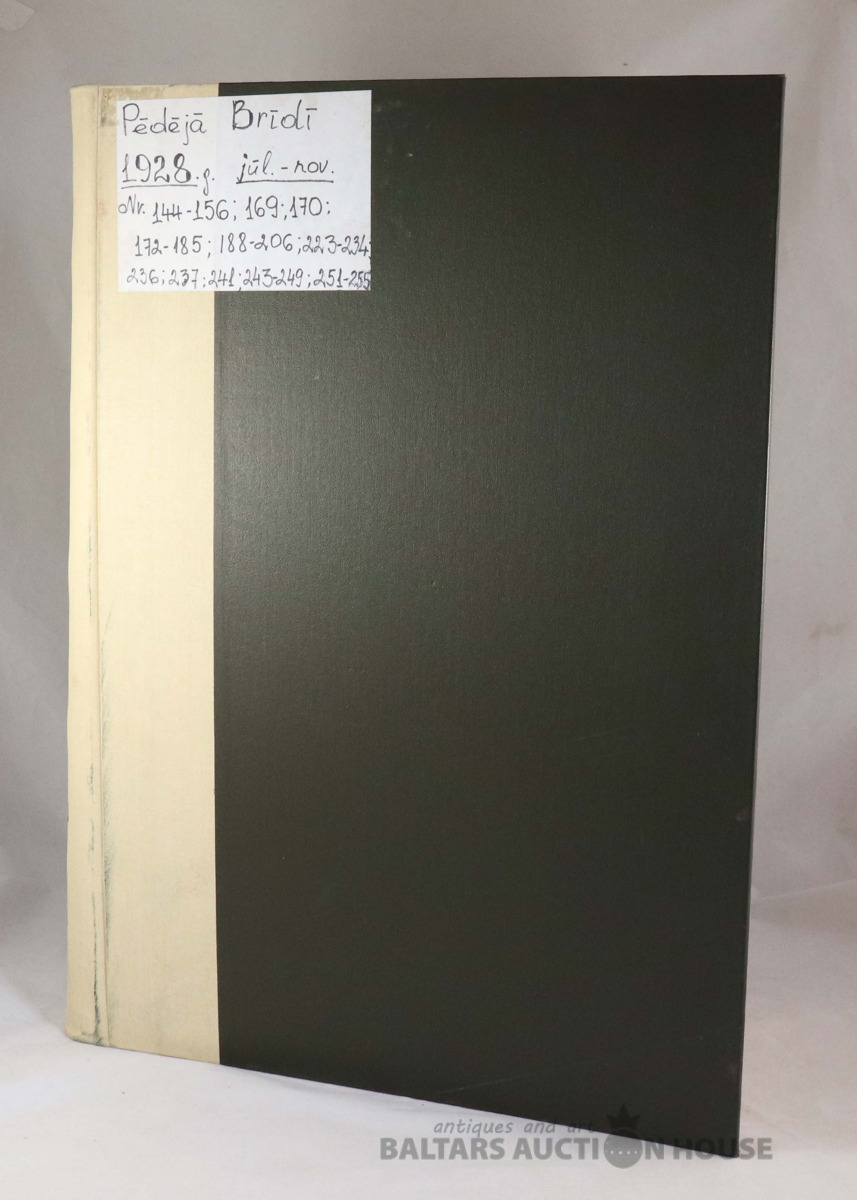 Pēdējā Brīdī
1928.g. jūl.-nov.
Nr. 144-156; 169;170;
172-185; 188-206;223-234;
236;237;241;243-249;251-255
antiques and art
BALTARS AUCTION HOUSE